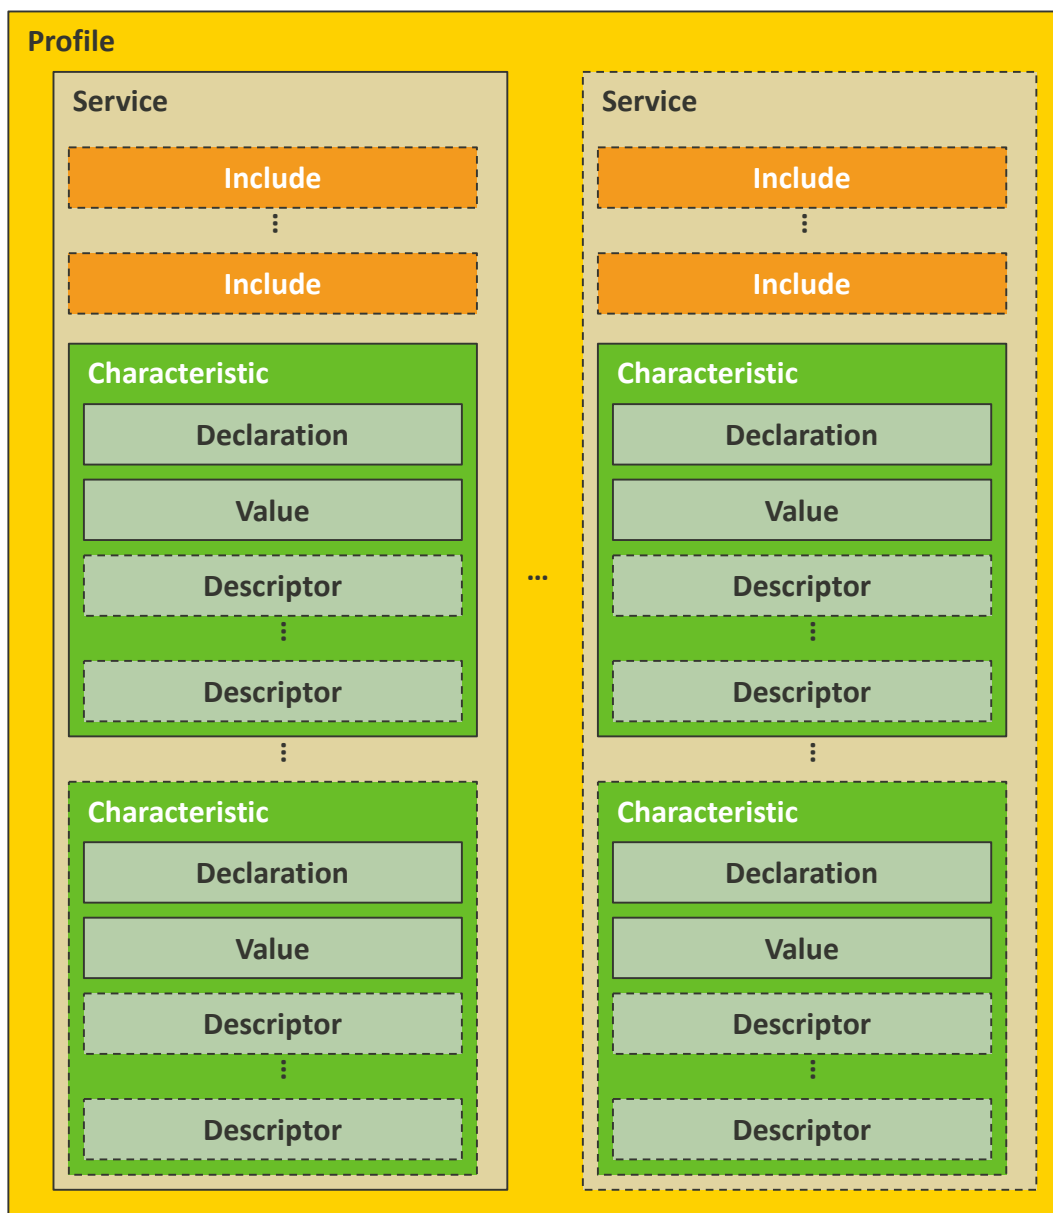 Profile
Service
Include
⋮
Include
Characteristic
Declaration
Value
Descriptor
⋮
Descriptor
⋮
Characteristic
Declaration
Value
Descriptor
⋮
Descriptor
...
Service
Include
⋮
Include
Characteristic
Declaration
Value
Descriptor
⋮
Descriptor
⋮
Characteristic
Declaration
Value
Descriptor
⋮
Descriptor